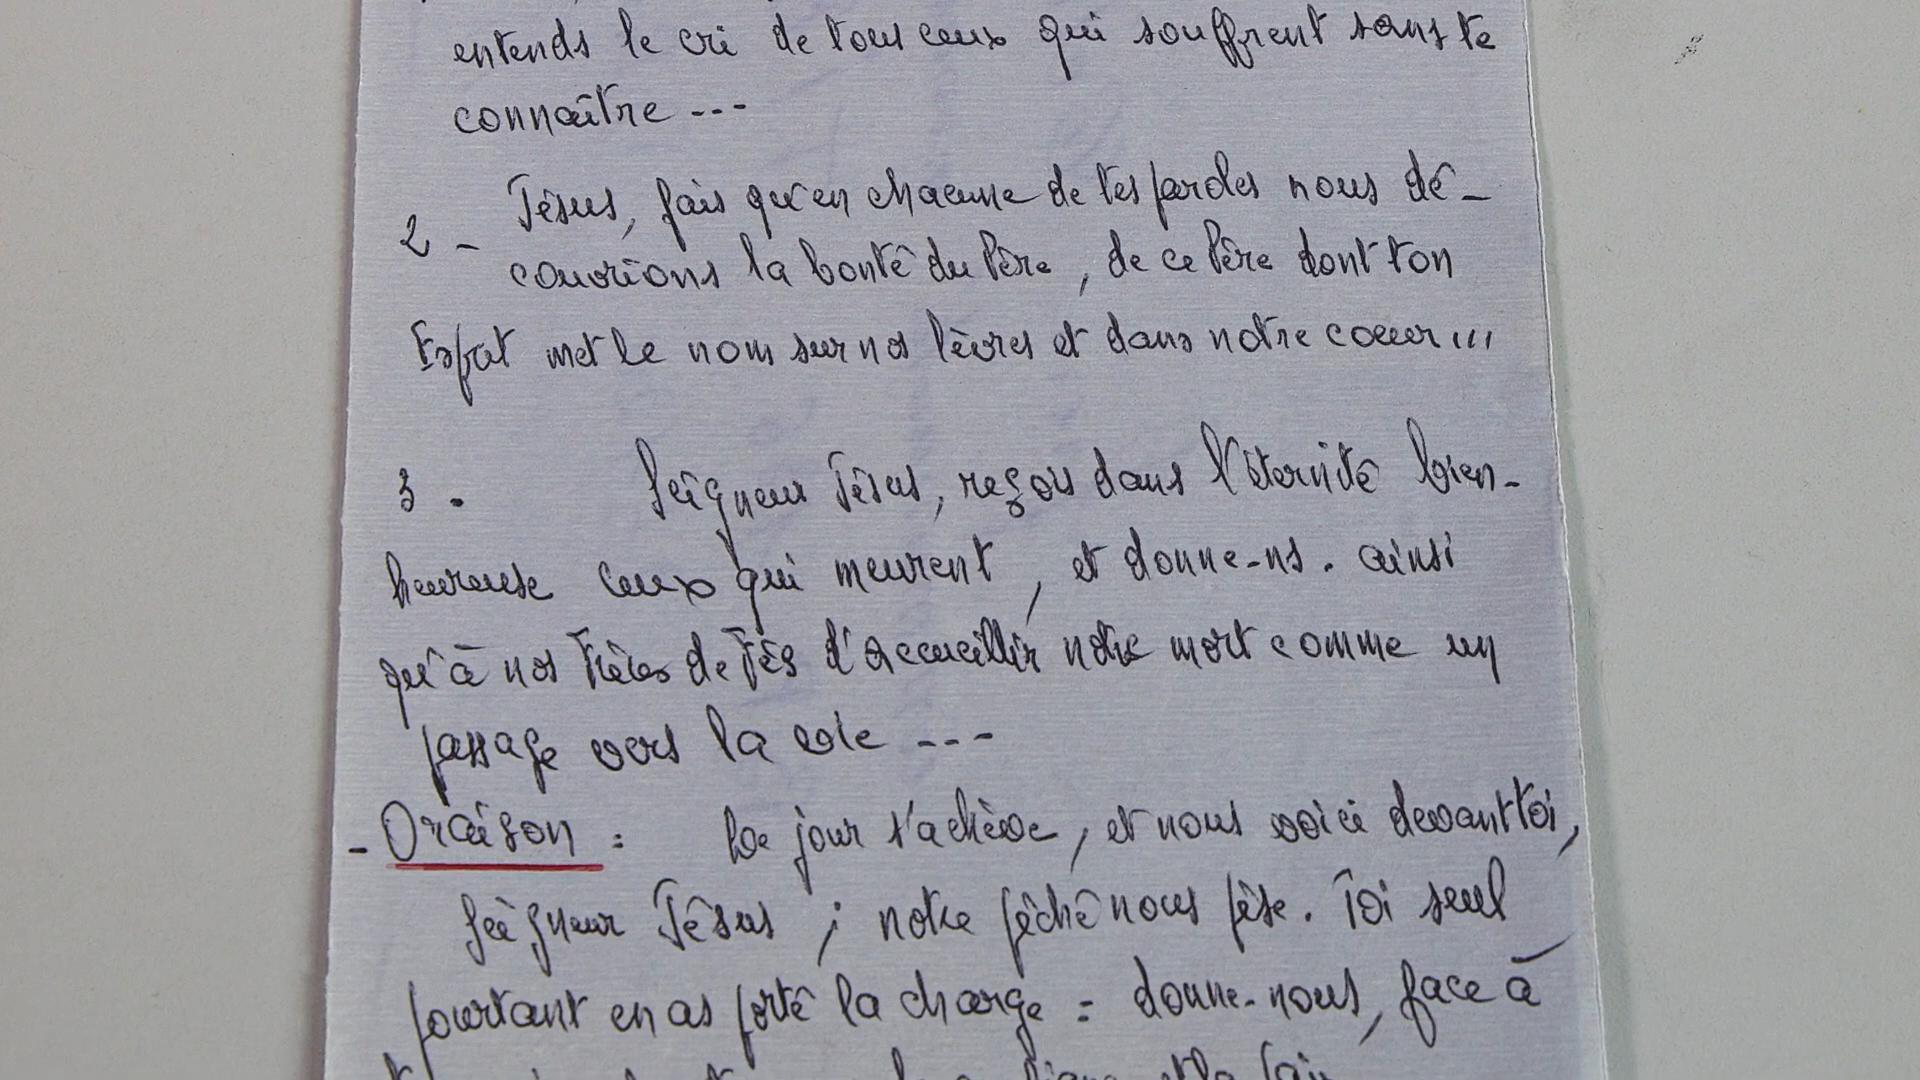 entends le cri de tous ceux qui souffrent sans te
connaître ---
2 - Jésus, fais qu'en chacune de tes paroles nous dé-
couvrions la bonté du Père, de ce Père dont ton
Esprit met le nom sur nos lèvres et dans notre coeur...
3. Seigneur Jésus, reçois dans l'éternité bien-
heureuse ceux qui meurent, et donne-ns. ainsi
qu'à nos Frères de Fès d'accueillir notre mort comme un
passage vers la vie ---
- Oraison : Le jour s'achève, et nous voici devant toi,
Seigneur Jésus ; notre péché nous pèse. Toi seul
pourtant en as porté la charge : donne-nous, face à